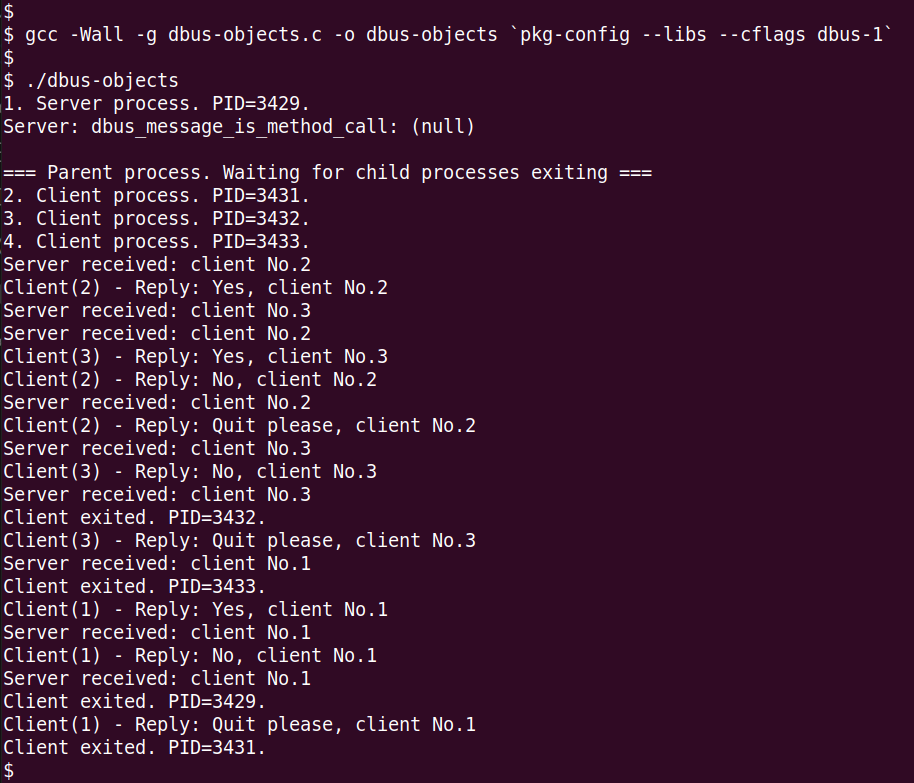 $
$ gcc -Wall -g dbus-objects.c -o dbus-objects `pkg-config --libs --cflags dbus-1`
$
$ ./dbus-objects
1. Server process. PID=3429.
Server: dbus_message_is_method_call: (null)
=== Parent process. Waiting for child processes exiting ===
2. Client process. PID=3431.
3. Client process. PID=3432.
4. Client process. PID=3433.
Server received: client No.2
Client(2) - Reply: Yes, client No.2
Server received: client No.3
Server received: client No.2
Client(3) - Reply: Yes, client No.3
Client(2) - Reply: No, client No.2
Server received: client No.2
Client(2) - Reply: Quit please, client No.2
Server received: client No.3
Client(3) - Reply: No, client No.3
Server received: client No.3
Client exited. PID=3432.
Client(3) - Reply: Quit please, client No.3
Server received: client No.1
Client exited. PID=3433.
Client(1) - Reply: Yes, client No.1
Server received: client No.1
Client(1) - Reply: No, client No.1
Server received: client No.1
Client exited. PID=3429.
Client(1) - Reply: Quit please, client No.1
Client exited. PID=3431.
$